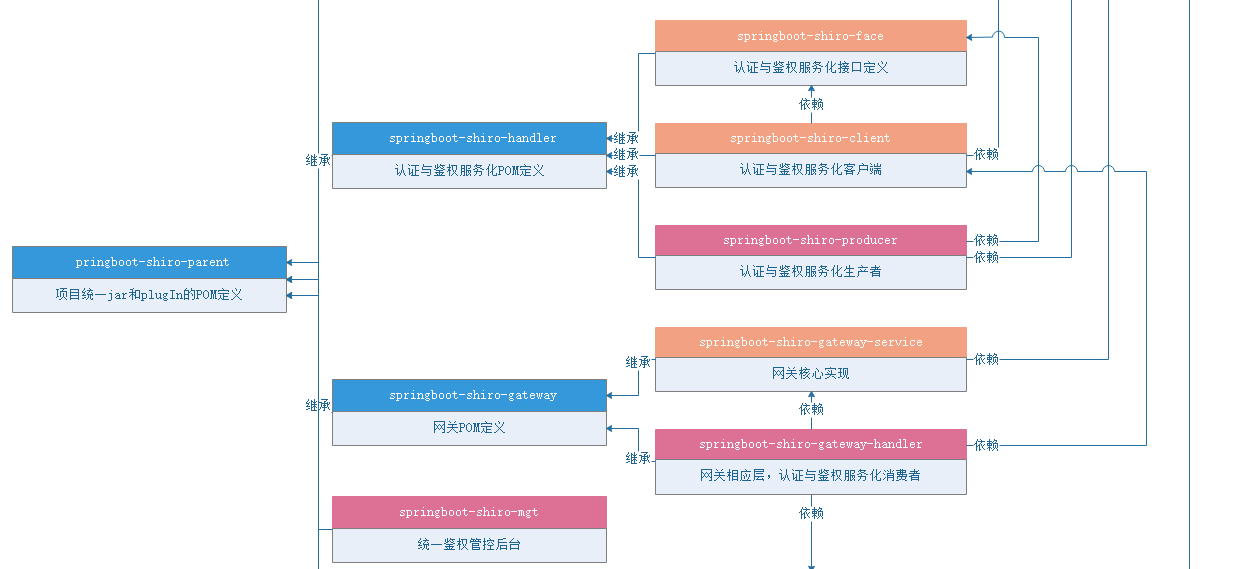 springboot-shiro-face
认证与鉴权服务化接口定义
依赖
springboot-shiro-handler
认证与鉴权服务化POM定义
继承
继承
继承
继承
springboot-shiro-client
认证与鉴权服务化客户端
依赖
springboot-shiro-producer
认证与鉴权服务化生产者
依赖
依赖
pringboot-shiro-parent
项目统一jar和plugIn的POM定义
springboot-shiro-gateway-service
网关核心实现
依赖
继承
依赖
继承
springboot-shiro-gateway
网关POM定义
继承
springboot-shiro-gateway-handler
网关相应层，认证与鉴权服务化消费者
依赖
依赖
springboot-shiro-mgt
统一鉴权管控后台